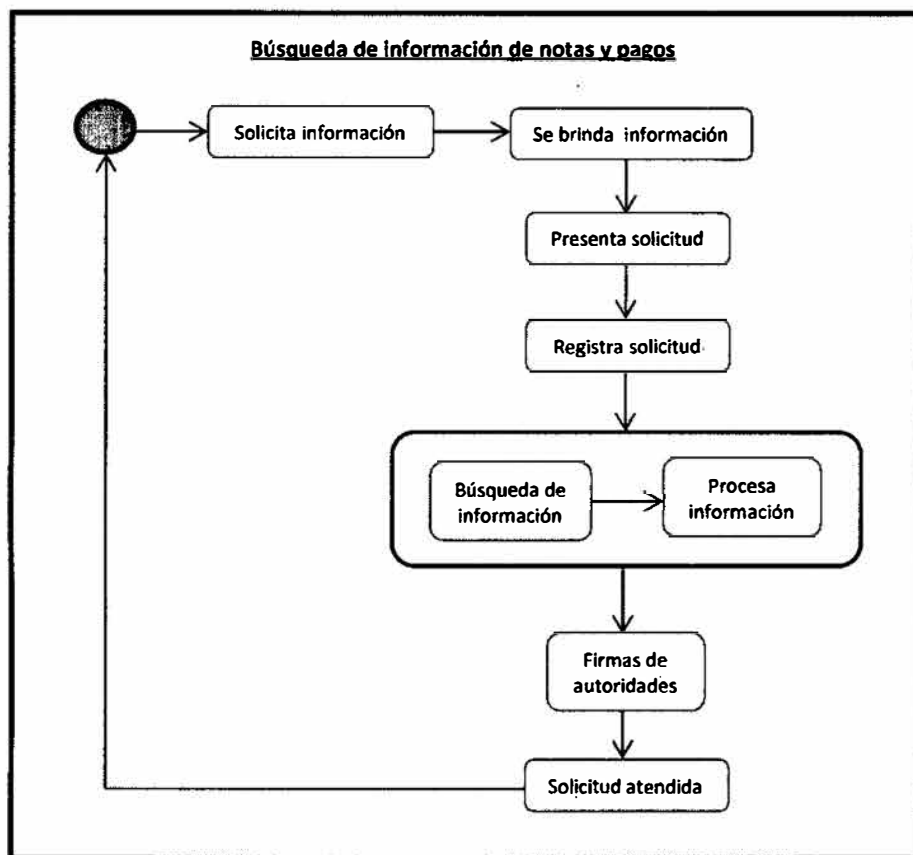 Búsqueda de información de notas y pagos
Solicita información
Se brinda información
Presenta solicitud
Registra solicitud
Búsqueda de
información
Procesa
información
Firmas de
autoridades
Solicitud atendida